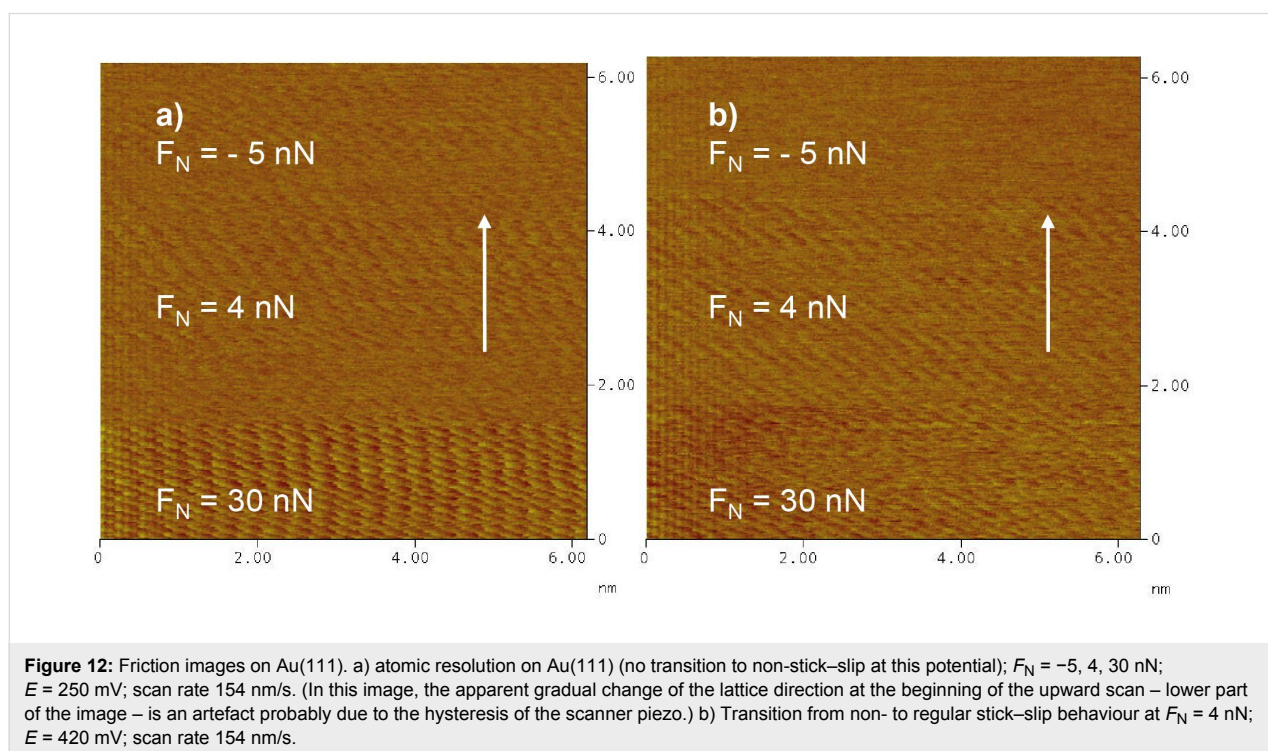 a)
F_N = - 5 nN
F_N = 4 nN
F_N = 30 nN
6.00
4.00
2.00
0
0 2.00 4.00 6.00
nm
b)
F_N = - 5 nN
F_N = 4 nN
F_N = 30 nN
6.00
4.00
2.00
0
0 2.00 4.00 6.00
nm
Figure 12: Friction images on Au(111). a) atomic resolution on Au(111) (no transition to non-stick–slip at this potential); F_N = −5, 4, 30 nN;
E = 250 mV; scan rate 154 nm/s. (In this image, the apparent gradual change of the lattice direction at the beginning of the upward scan – lower part
of the image – is an artefact probably due to the hysteresis of the scanner piezo.) b) Transition from non- to regular stick–slip behaviour at F_N = 4 nN;
E = 420 mV; scan rate 154 nm/s.